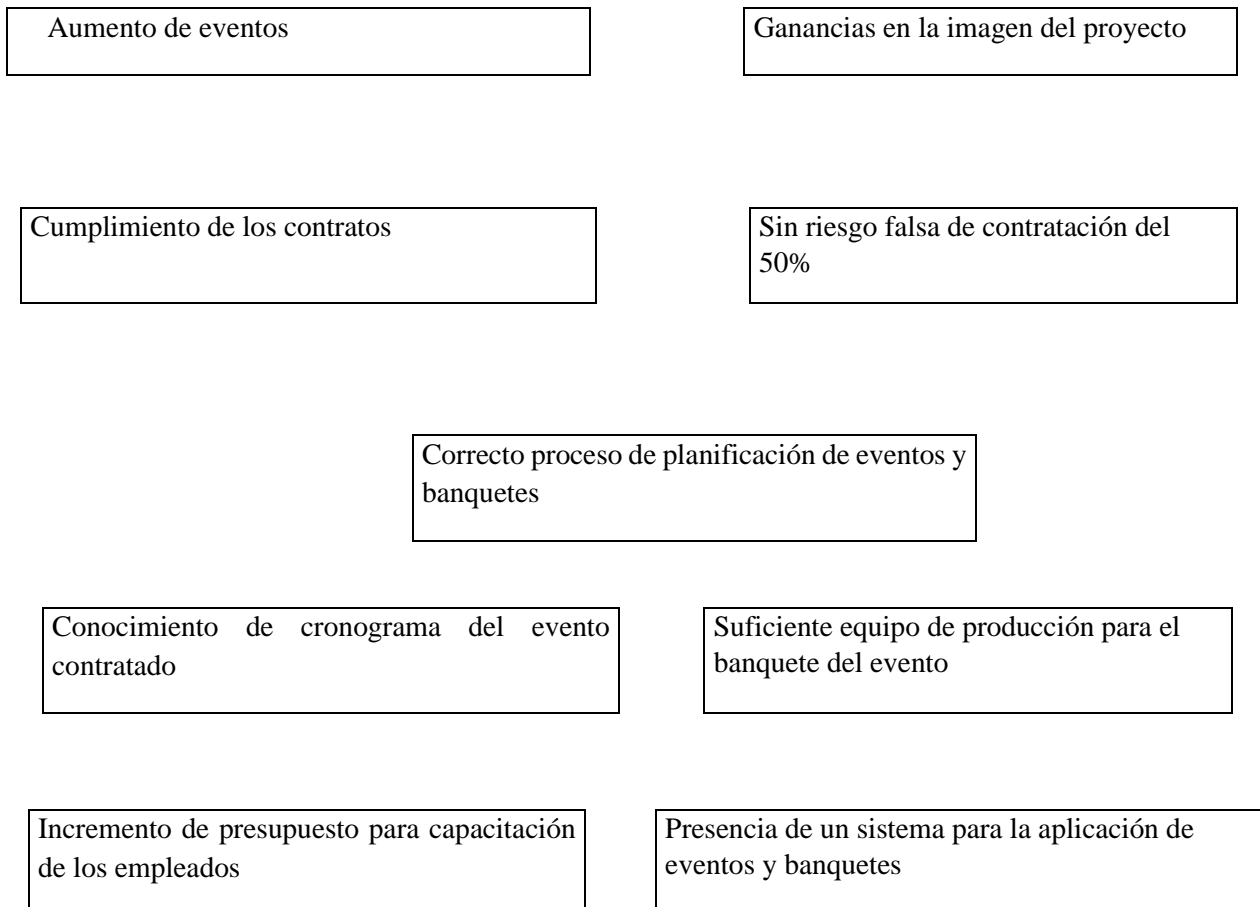 Aumento de eventos
Ganancias en la imagen del proyecto
Cumplimiento de los contratos
Sin riesgo falsa de contratación del
50%
Correcto proceso de planificación de eventos y
banquetes
Conocimiento de cronograma del evento
contratado
Suficiente equipo de producción para el
banquete del evento
Incremento de presupuesto para capacitación
de los empleados
Presencia de un sistema para la aplicación de
eventos y banquetes